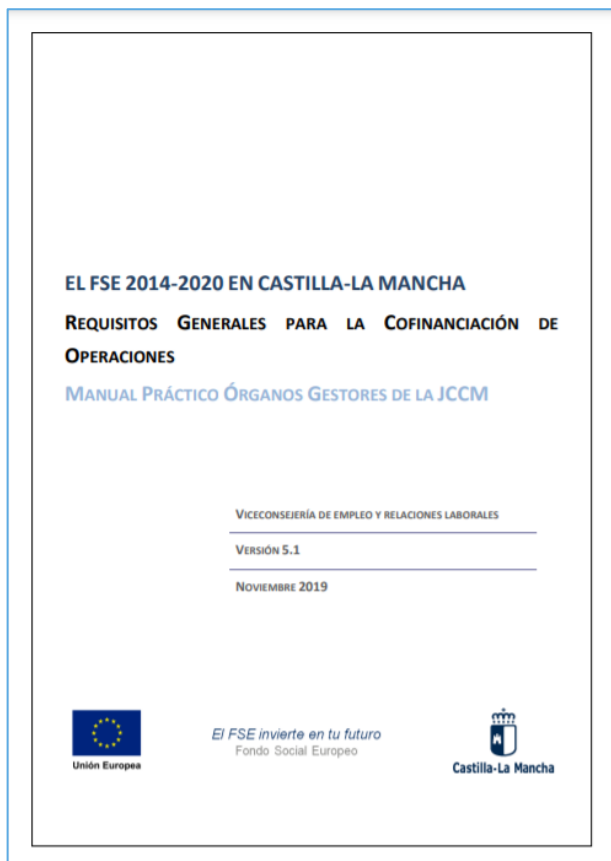 EL FSE 2014-2020 EN CASTILLA-LA MANCHA
REQUISITOS GENERALES PARA LA COFINANCIACIÓN DE
OPERACIONES
MANUAL PRÁCTICO ÓRGANOS GESTORES DE LA JCCM
VICECONSEJERÍA DE EMPLEO Y RELACIONES LABORALES
VERSIÓN 5.1
NOVIEMBRE 2019
El FSE invierte en tu futuro
Fondo Social Europeo
Unión Europea
Castilla-La Mancha